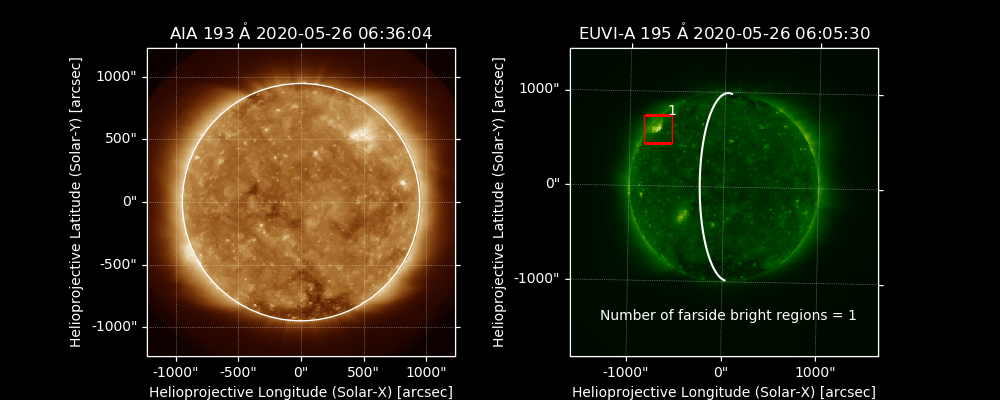 AIA 193 Å 2020-05-26 06:36:04
1000"
500"
0"
-500"
-1000"
-1000" -500" 0" 500" 1000"
Helioprojective Longitude (Solar-X) [arcsec]
Helioprojective Latitude (Solar-Y) [arcsec]
EUVI-A 195 Å 2020-05-26 06:05:30
1000"
0"
-1000"
1
Number of farside bright regions = 1
-1000" 0" 1000"
Helioprojective Longitude (Solar-X) [arcsec]
Helioprojective Latitude (Solar-Y) [arcsec]